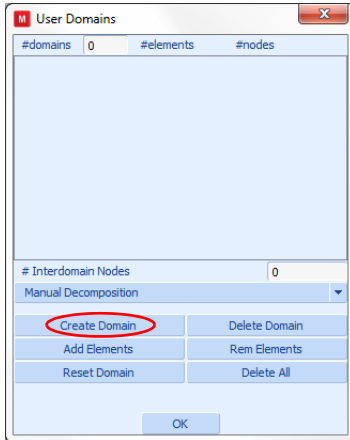 M User Domains X
#domains 0 #elements #nodes
# Interdomain Nodes 0
Manual Decomposition
Create Domain Delete Domain
Add Elements Rem Elements
Reset Domain Delete All
OK